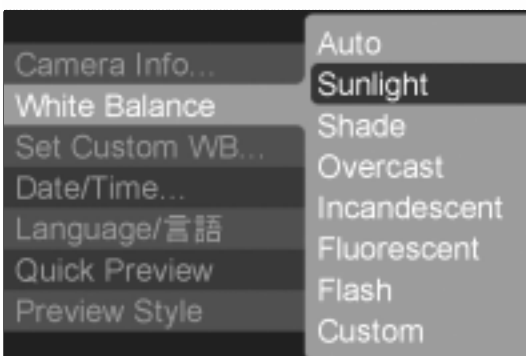 Camera Info...
White Balance
Set Custom WB...
Date/Time...
Language/言語
Quick Preview
Preview Style
Auto
Sunlight
Shade
Overcast
Incandescent
Fluorescent
Flash
Custom